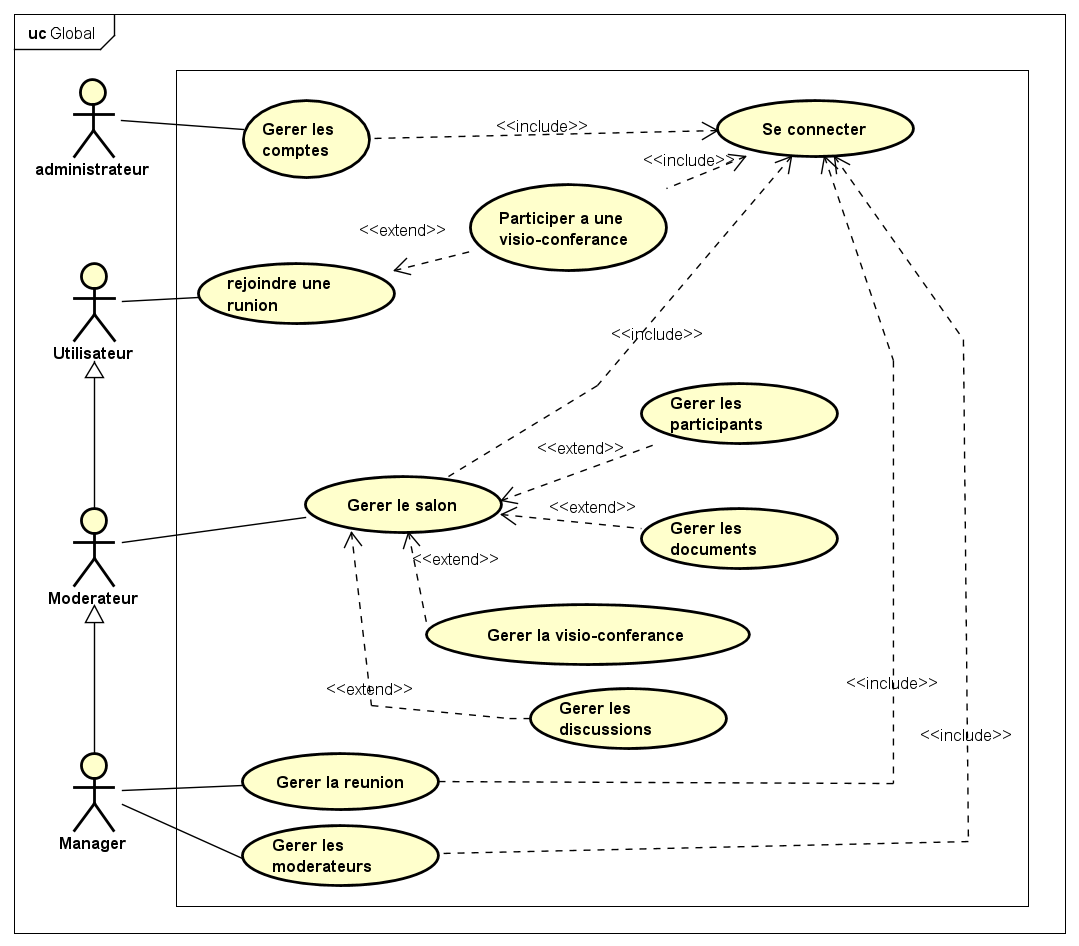 uc Global
administrateur
Gerer les
comptes
<<include>>
Se connecter
<<include>>
Participer a une
visio-conferance
<<extend>>
rejoindre une
runion
Utilisateur
<<include>>
Gerer les
participants
<<extend>>
Gerer le salon
<<extend>>
Gerer les
documents
<<extend>>
Moderateur
Gerer la visio-conferance
<<extend>>
Gerer les
discussions
<<include>>
<<include>>
Gerer la reunion
Manager
Gerer les
moderateurs